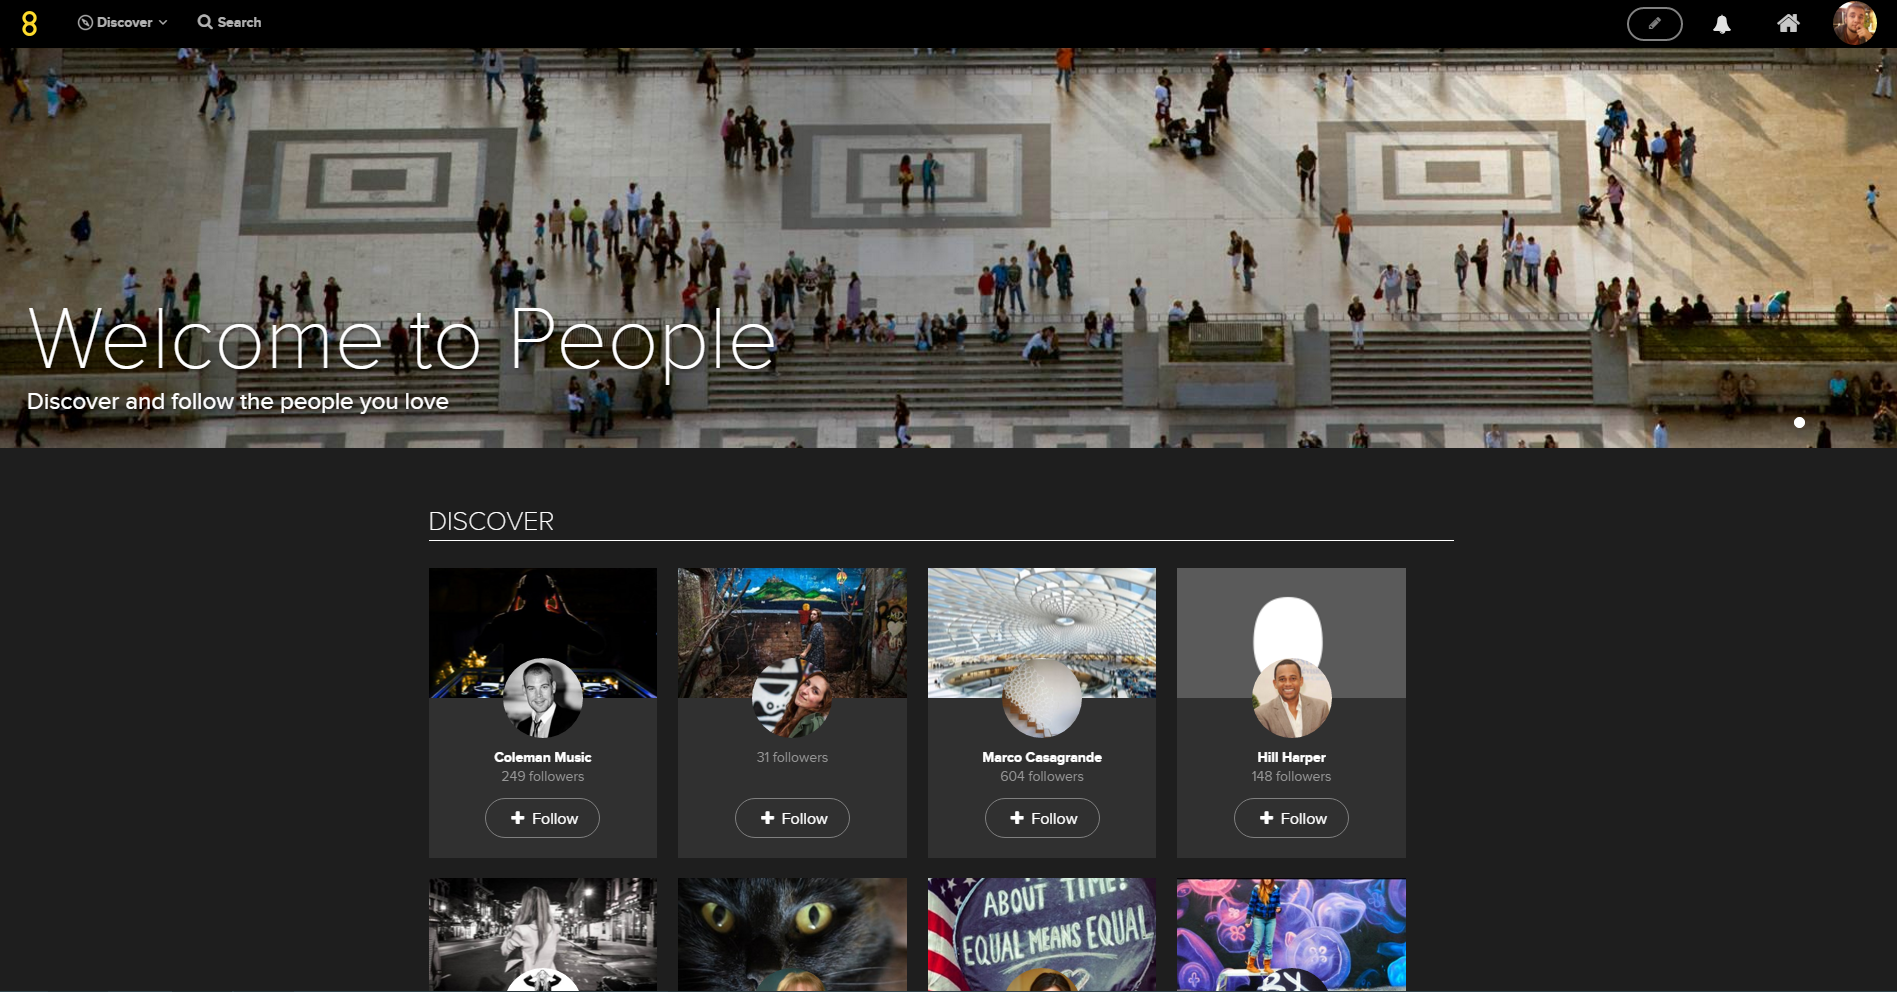 8
Discover
Search
Welcome to People
Discover and follow the people you love
DISCOVER
Coleman Music
249 followers
Follow
31 followers
Follow
Marco Casagrande
604 followers
Follow
Hill Harper
148 followers
Follow
ABOUT TIME!
EQUAL MEANS EQUAL